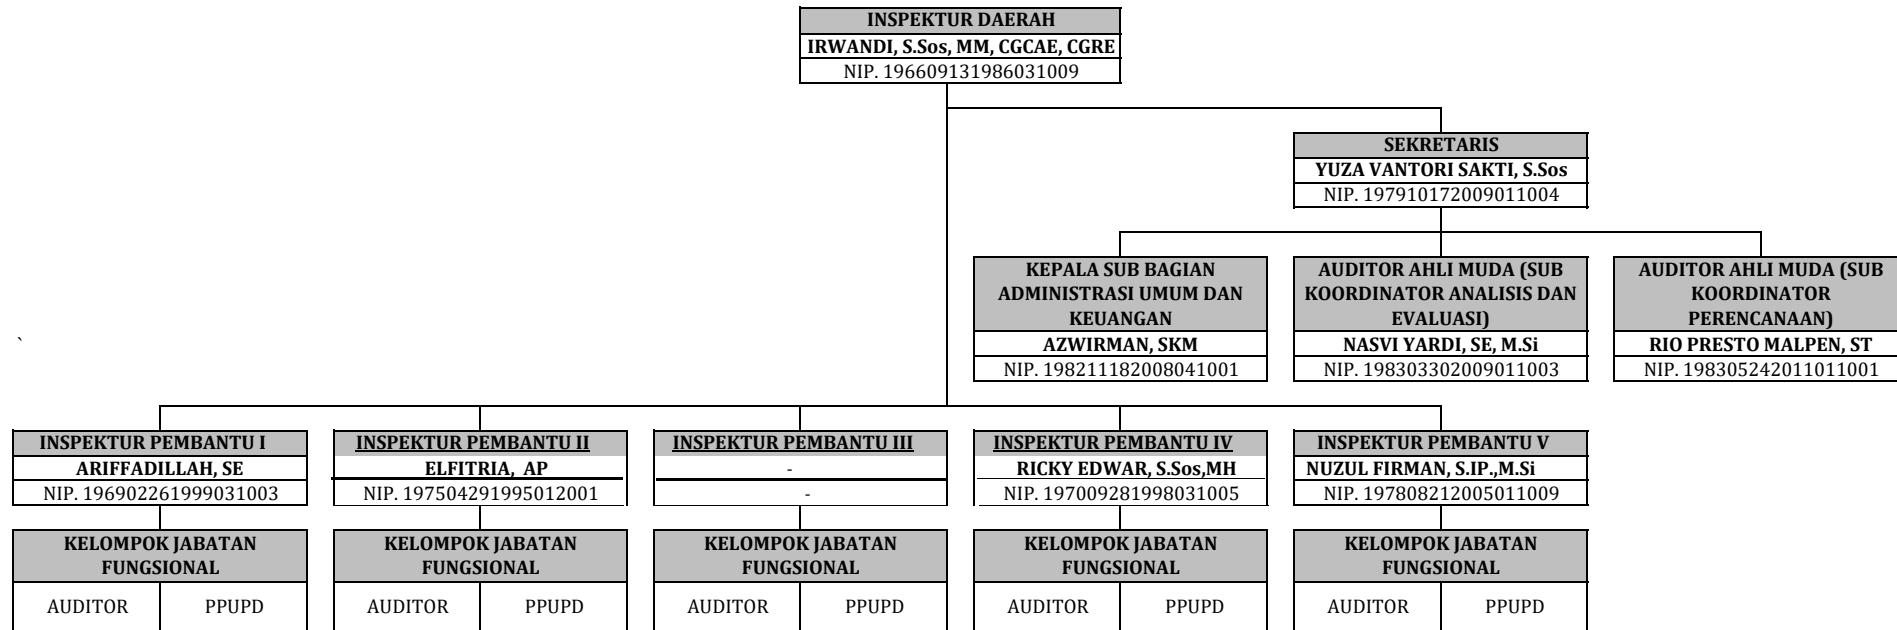 INSPEKTUR DAERAH
IRWANDI, S.Sos, MM, CGCAE, CGRE
NIP. 196609131986031009
SEKRETARIS
YUZA VANTORI SAKTI, S.Sos
NIP. 197910172009011004
KEPALA SUB BAGIAN
ADMINISTRASI UMUM DAN
KEUANGAN
AZWIRMAN, SKM
NIP. 198211182008041001
AUDITOR AHLI MUDA (SUB
KOORDINATOR ANALISIS DAN
EVALUASI)
NASVI YARDI, SE, M.Si
NIP. 198303302009011003
AUDITOR AHLI MUDA (SUB
KOORDINATOR
PERENCANAAN)
RIO PRESTO MALPEN, ST
NIP. 198305242011011001
`
INSPEKTUR PEMBANTU I
ARIFFADILLAH, SE
NIP. 196902261999031003
INSPEKTUR PEMBANTU II
ELFITRIA, AP
NIP. 197504291995012001
INSPEKTUR PEMBANTU III
-
-
INSPEKTUR PEMBANTU IV
RICKY EDWAR, S.Sos,MH
NIP. 197009281998031005
INSPEKTUR PEMBANTU V
NUZUL FIRMAN, S.IP.,M.Si
NIP. 197808212005011009
KELOMPOK JABATAN
FUNGSIONAL
AUDITOR PPUPD
KELOMPOK JABATAN
FUNGSIONAL
AUDITOR PPUPD
KELOMPOK JABATAN
FUNGSIONAL
AUDITOR PPUPD
KELOMPOK JABATAN
FUNGSIONAL
AUDITOR PPUPD
KELOMPOK JABATAN
FUNGSIONAL
AUDITOR PPUPD